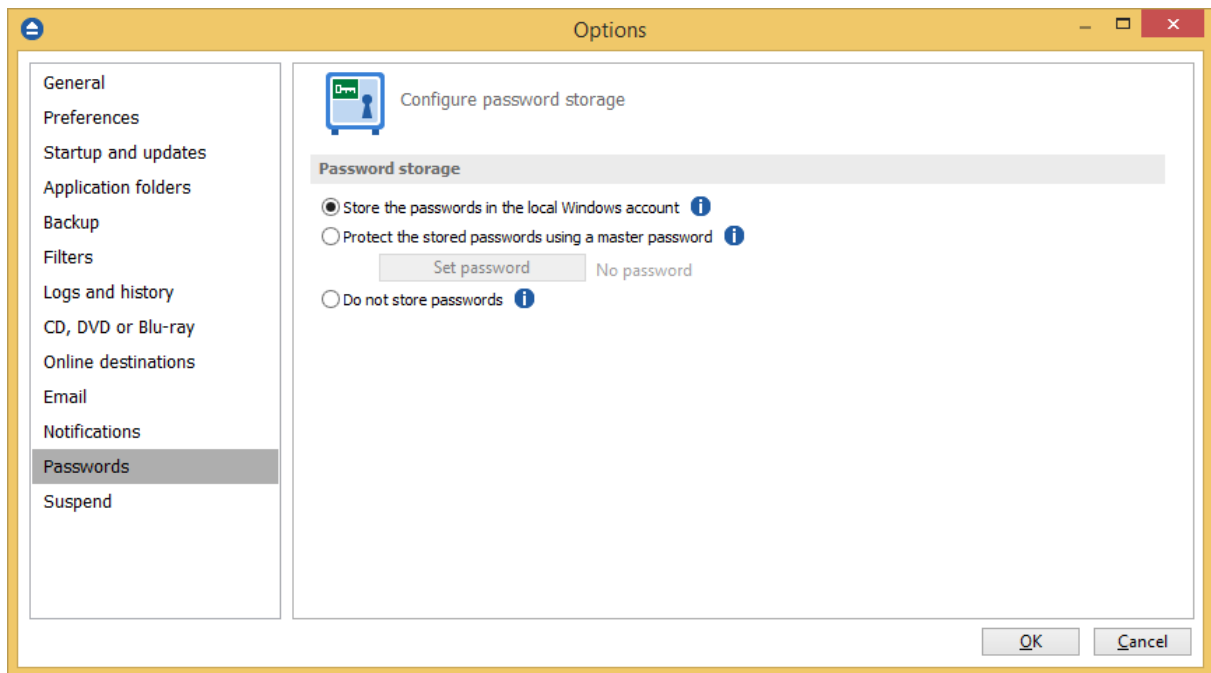 Options
General
Preferences
Startup and updates
Application folders
Backup
Filters
Logs and history
CD, DVD or Blu-ray
Online destinations
Email
Notifications
Passwords
Suspend
Configure password storage
Password storage
Store the passwords in the local Windows account
Protect the stored passwords using a master password
Set password No password
Do not store passwords
OK Cancel